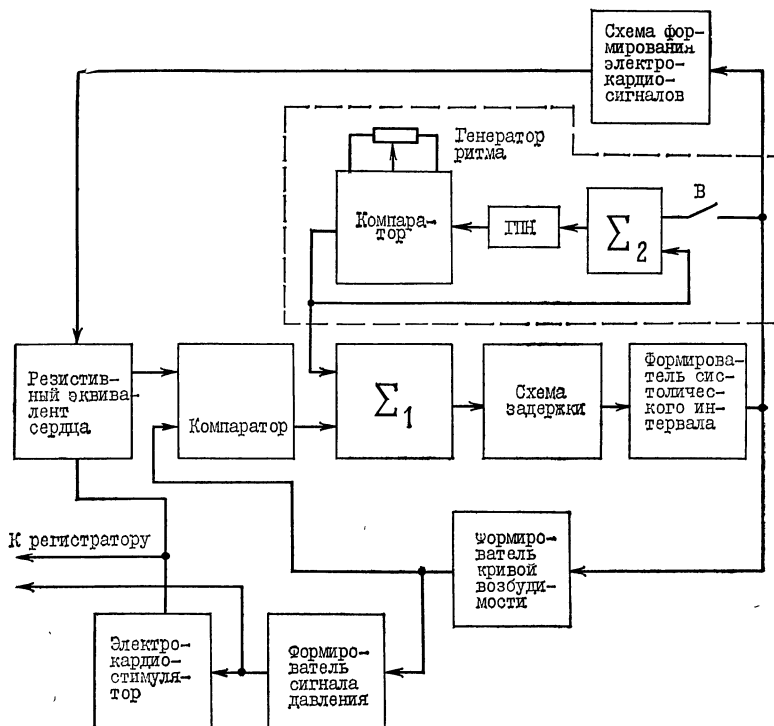 Схема фор-
мирования
электро-
кардио-
сигналов
Генератор
ритма
Компара-
тор
ГПН
Σ2
В
Резистив-
ный эквива-
лент
сердца
Компаратор
Σ1
Схема
задержки
Формирова-
тель сис-
толичес-
кого ин-
тервала
К регистратору
Формиро-
ватель
кривой
возбуди-
мости
Электро-
кардио-
стимуля-
тор
Формиро-
ватель
сигнала
давления